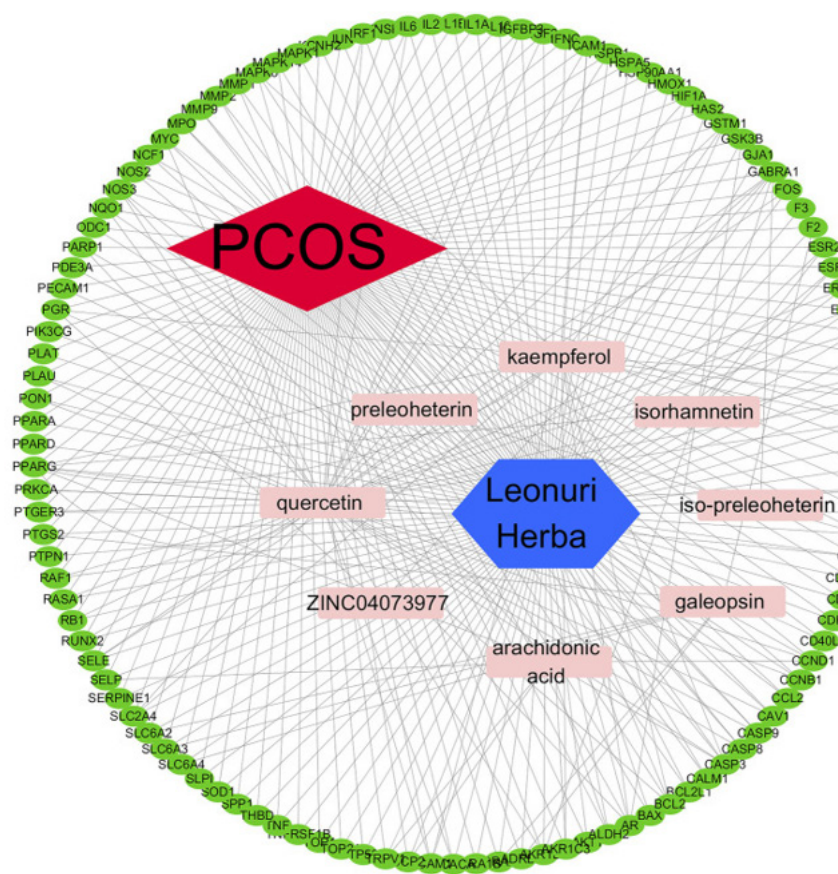 PCOS
kaempferol
preleoheterin
isorhamnetin
quercetin
Leonuri
Herba
iso-preleoheterin
ZINC04073977
galeopsin
arachidonic
acid
IL6
IL2
IL1A
ICAM1
HSPA5
HSP90AA1
HMOX1
HIF1A
HAS2
GSTM1
GSK3B
GJA1
GABRA1
FOS
F3
F2
CD40L
CCND1
CCNB1
CCL2
CAV1
CASP9
CASP8
CASP3
CALM1
BCL2L1
BCL2
BAX
AR
ALDH2
AKR1C3
TNF
THBD
SPP1
SOD1
SLPI
SLC6A4
SLC6A3
SLC6A2
SLC2A4
SERPINE1
SELP
SELE
RUNX2
RB1
RASA1
RAF1
PTPN1
PTGS2
PTGER3
PRKCA
PPARG
PPARD
PPARA
PON1
PLAU
PLAT
PIK3CG
PGR
PECAM1
PDE3A
PARP1
ODC1
NQO1
NOS3
NOS2
NCF1
MYC
MPO
MMP9
MMP2